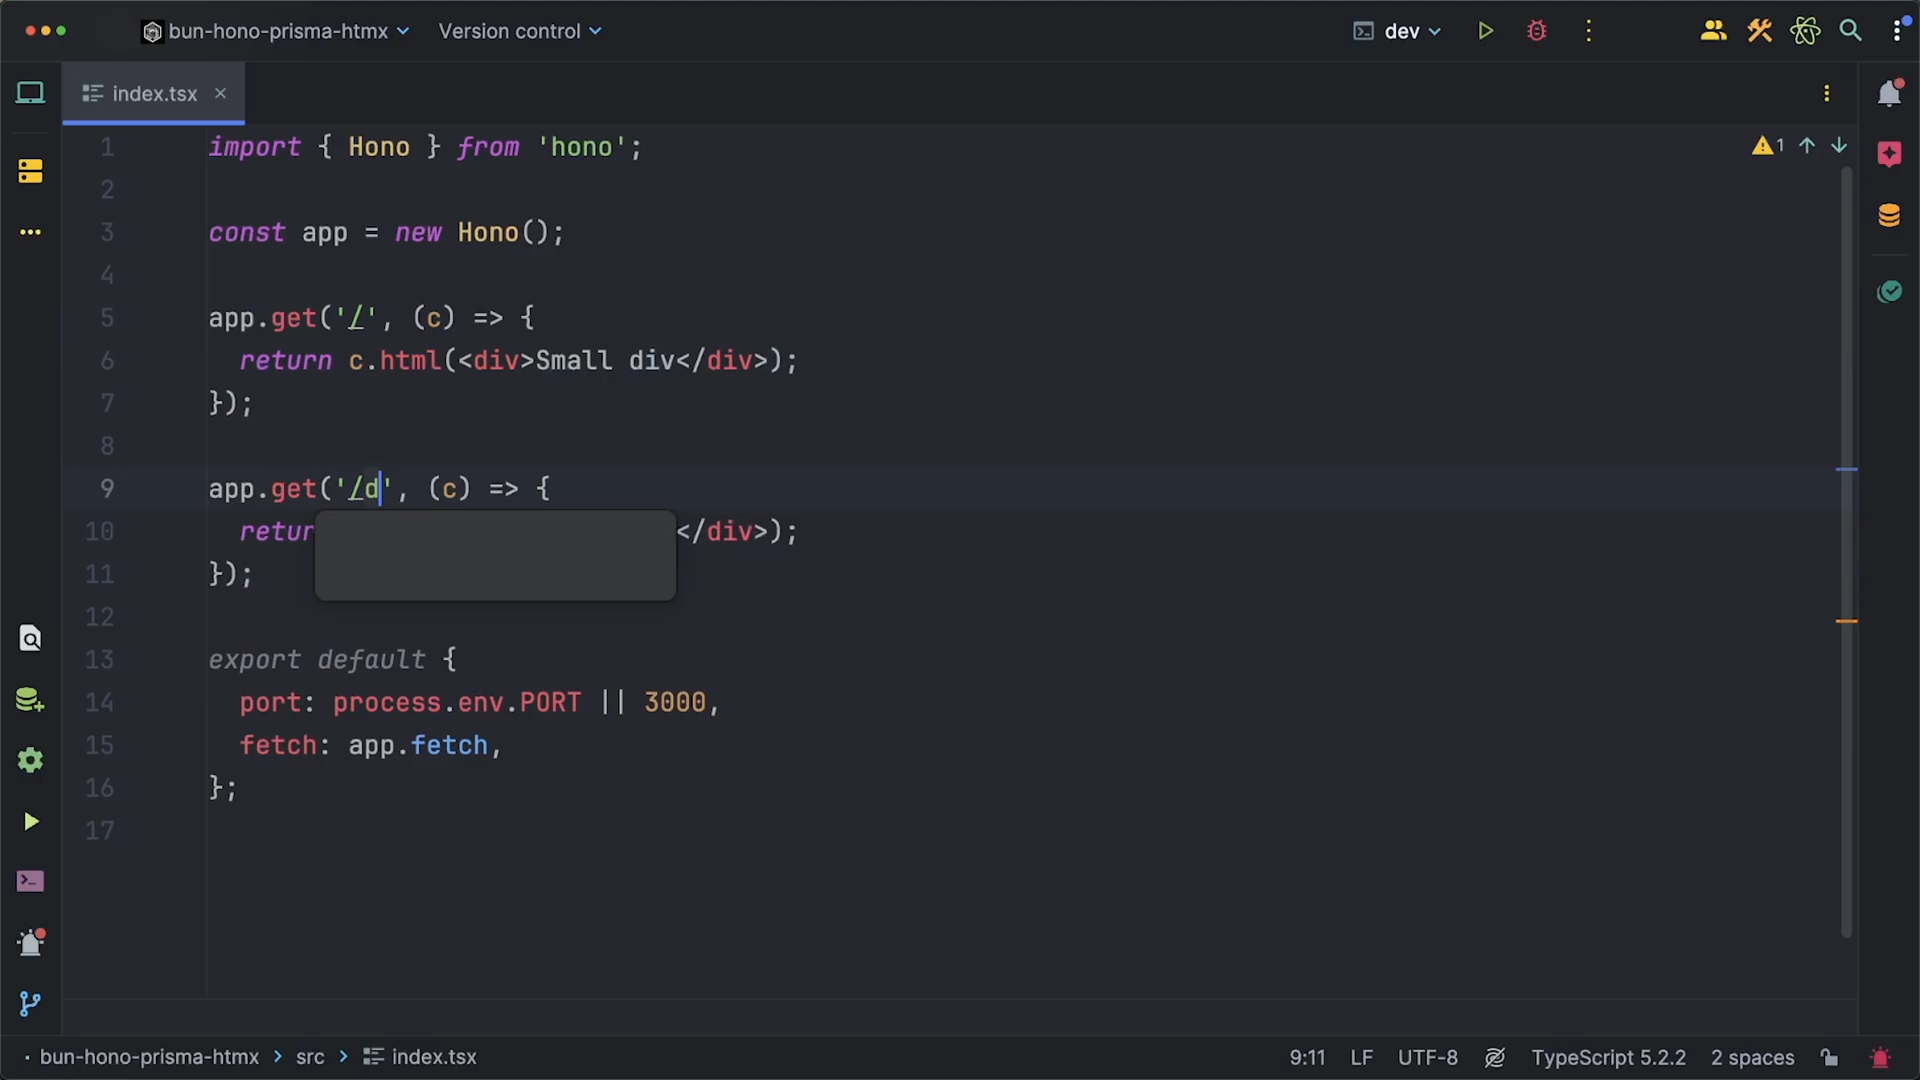 bun-hono-prisma-htmx Version control dev
index.tsx
1 import { Hono } from 'hono';
1
2
3 const app = new Hono();
4
5 app.get('/', (c) => {
6 return c.html(<div>Small div</div>);
7 });
8
9 app.get('/d', (c) => {
10 retur </div>);
11 });
12
13 export default {
14 port: process.env.PORT || 3000,
15 fetch: app.fetch,
16 };
17
bun-hono-prisma-htmx > src > index.tsx 9:11 LF UTF-8 TypeScript 5.2.2 2 spaces